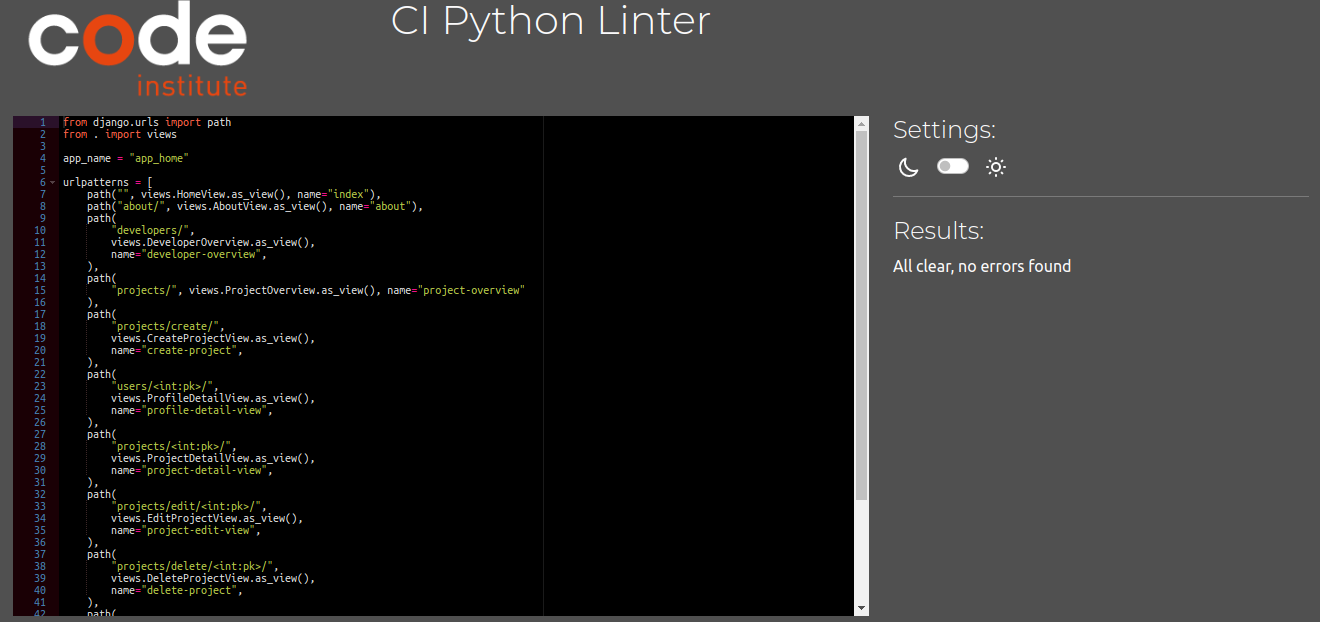 code
institute
CI Python Linter
1 from django.urls import path
2 from . import views
3
4 app_name = "app_home"
5
6 urlpatterns = [
7     path("", views.HomeView.as_view(), name="index"),
8     path("about/", views.AboutView.as_view(), name="about"),
9     path(
10         "developers/",
11         views.DeveloperOverview.as_view(),
12         name="developer-overview",
13     ),
14     path(
15         "projects/", views.ProjectOverview.as_view(), name="project-overview"
16     ),
17     path(
18         "projects/create/",
19         views.CreateProjectView.as_view(),
20         name="create-project",
21     ),
22     path(
23         "users/<int:pk>/",
24         views.ProfileDetailView.as_view(),
25         name="profile-detail-view",
26     ),
27     path(
28         "projects/<int:pk>/",
29         views.ProjectDetailView.as_view(),
30         name="project-detail-view",
31     ),
32     path(
33         "projects/edit/<int:pk>/",
34         views.EditProjectView.as_view(),
35         name="project-edit-view",
36     ),
37     path(
38         "projects/delete/<int:pk>/",
39         views.DeleteProjectView.as_view(),
40         name="delete-project",
41     ),
42     path(
Settings:
Results:
All clear, no errors found